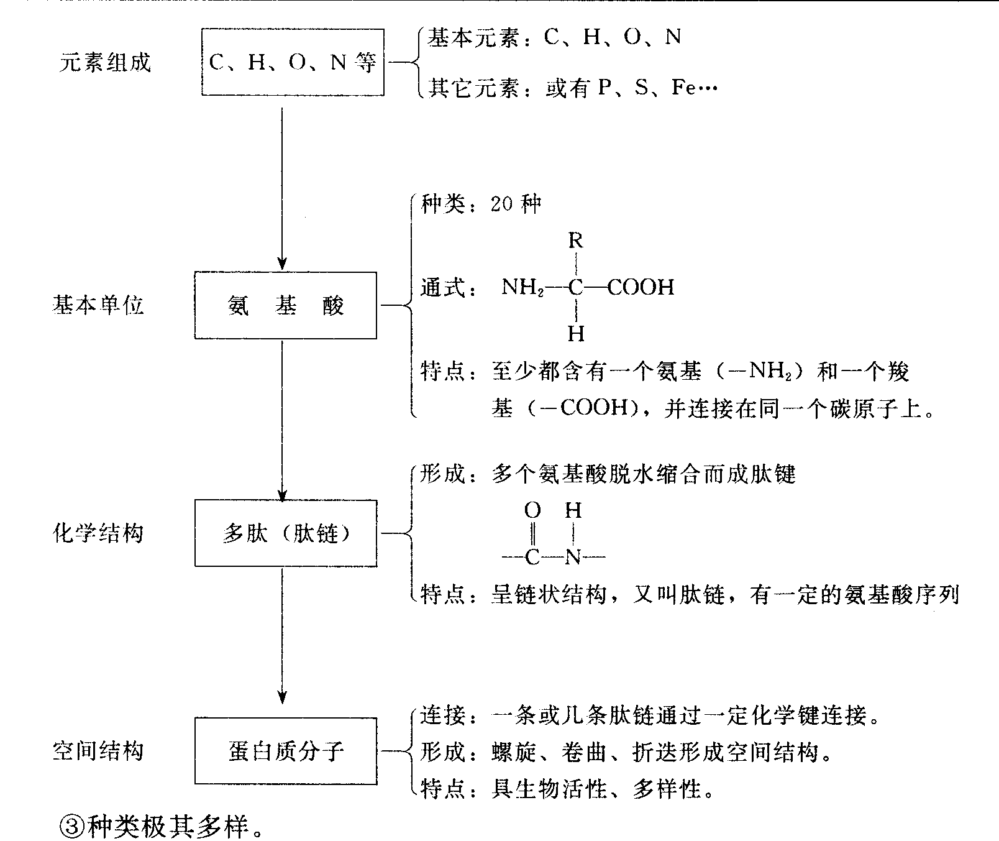 基本元素：C、H、O、N
元素组成 C、H、O、N 等
其它元素：或有 P、S、Fe…
种类：20 种
R
通式：NH₂—C—COOH
H
基本单位 氨 基 酸
特点：至少都含有一个氨基（—NH₂）和一个羧
基（—COOH），并连接在同一个碳原子上。
形成：多个氨基酸脱水缩合而成肽键
O H
化学结构 多肽（肽链）
—C—N—
特点：呈链状结构，又叫肽链，有一定的氨基酸序列
连接：一条或几条肽链通过一定化学键连接。
空间结构 蛋白质分子
形成：螺旋、卷曲、折迭形成空间结构。
特点：具生物活性、多样性。
③种类极其多样。